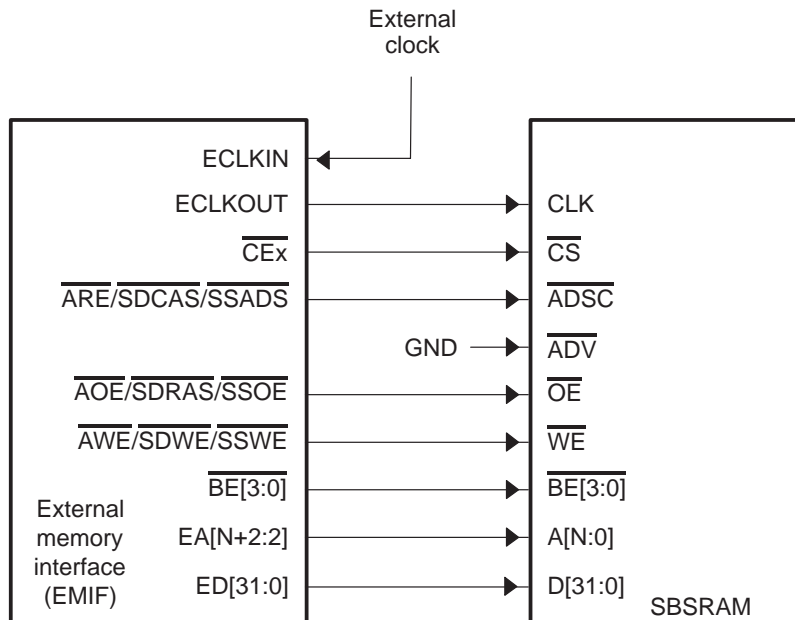 External
clock
ECLKIN
ECLKOUT
CLK
CEx
CS
ARE/SDCAS/SSADS
ADSC
GND
ADV
AOE/SDRAS/SSOE
OE
AWE/SDWE/SSWE
WE
BE[3:0]
BE[3:0]
External
memory
interface
(EMIF)
EA[N+2:2]
A[N:0]
ED[31:0]
D[31:0]
SBSRAM